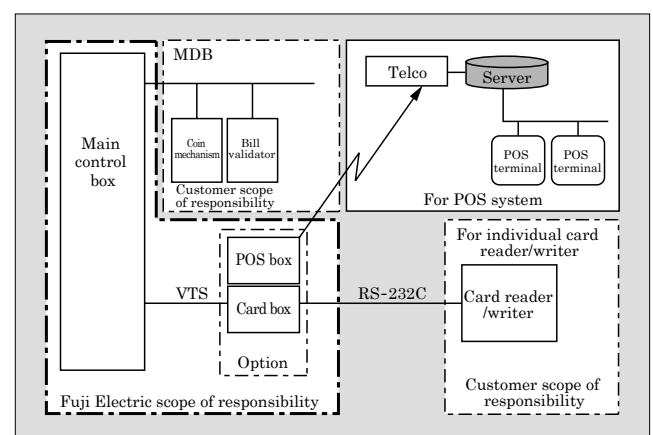 MDB
Telco
Server
Main
control
box
Coin
mechanism
Bill
validator
POS
terminal
POS
terminal
Customer scope
of responsibility
For POS system
POS box
For individual card
reader/writer
VTS
Card box
RS-232C
Card reader
/writer
Option
Fuji Electric scope of responsibility
Customer scope of
responsibility